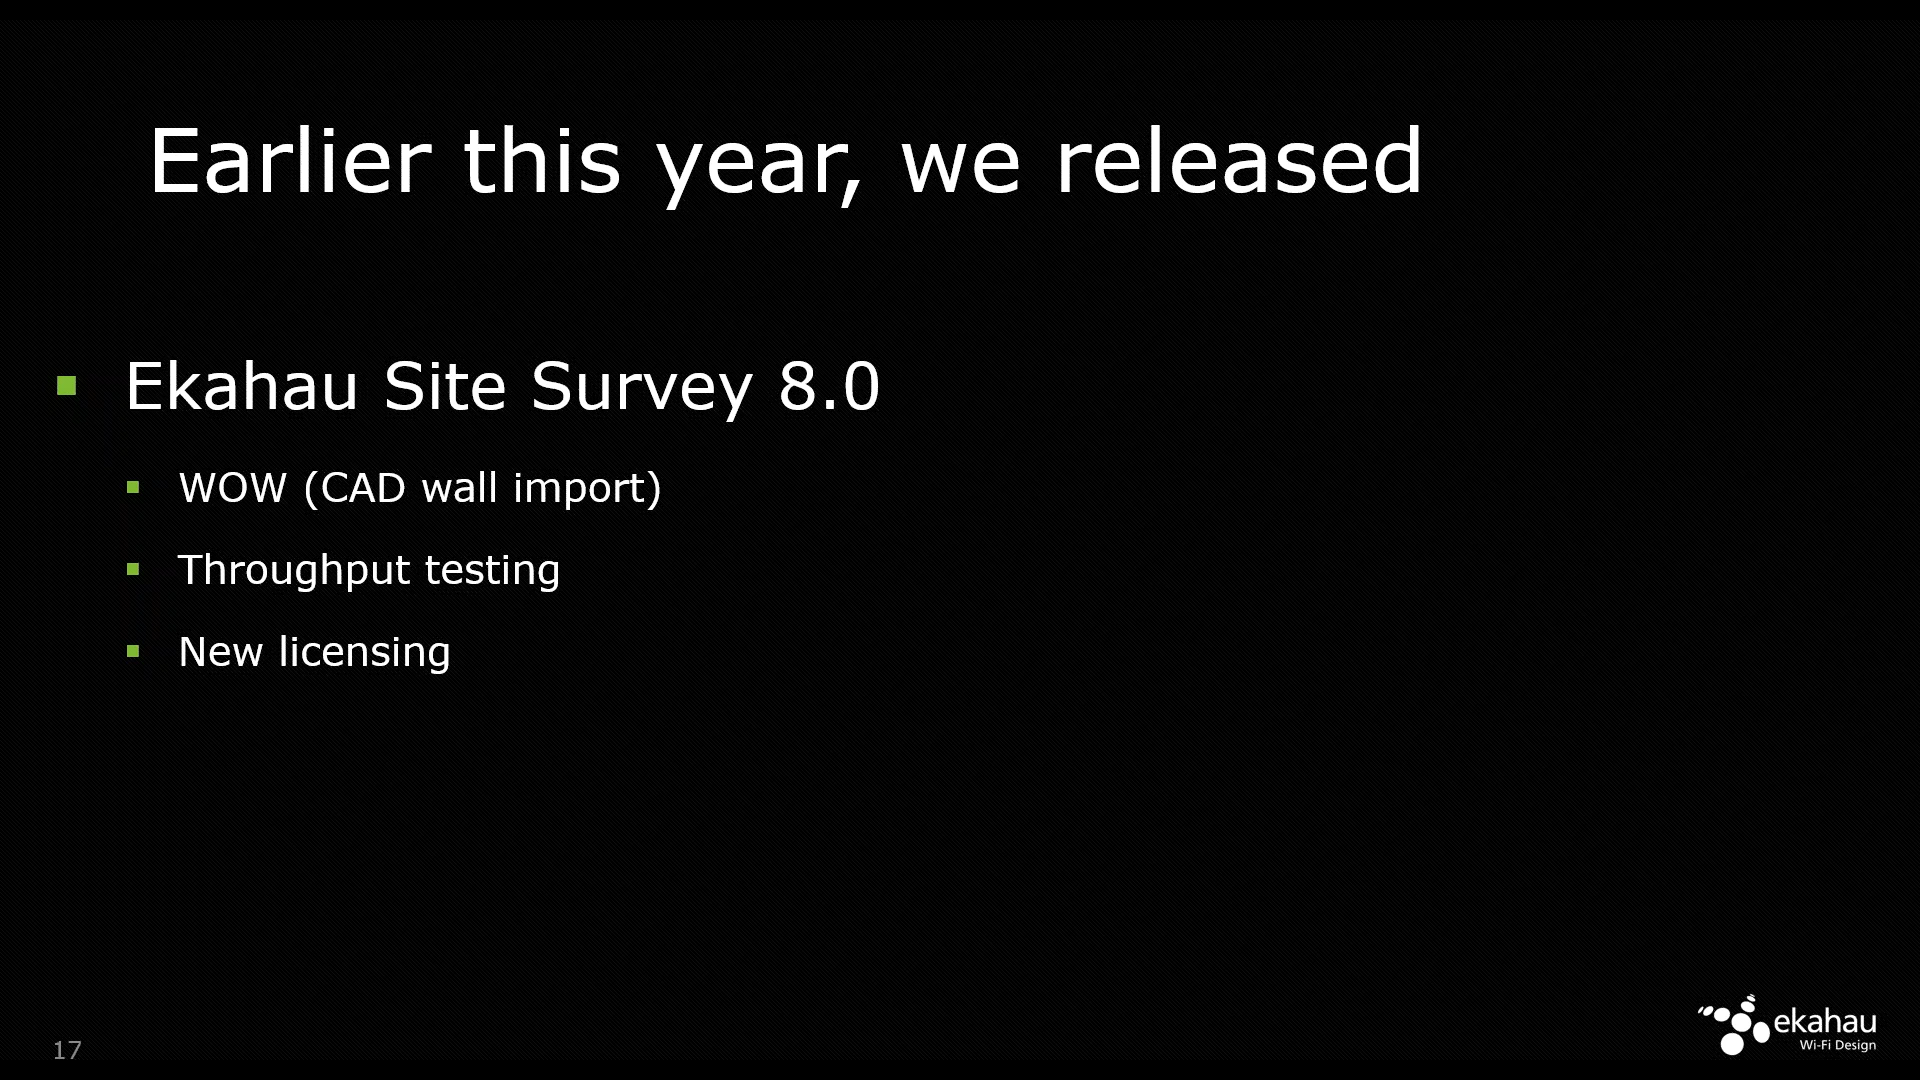 Earlier this year, we released
Ekahau Site Survey 8.0
WOW (CAD wall import)
Throughput testing
New licensing
17
ekahau
Wi-Fi Design